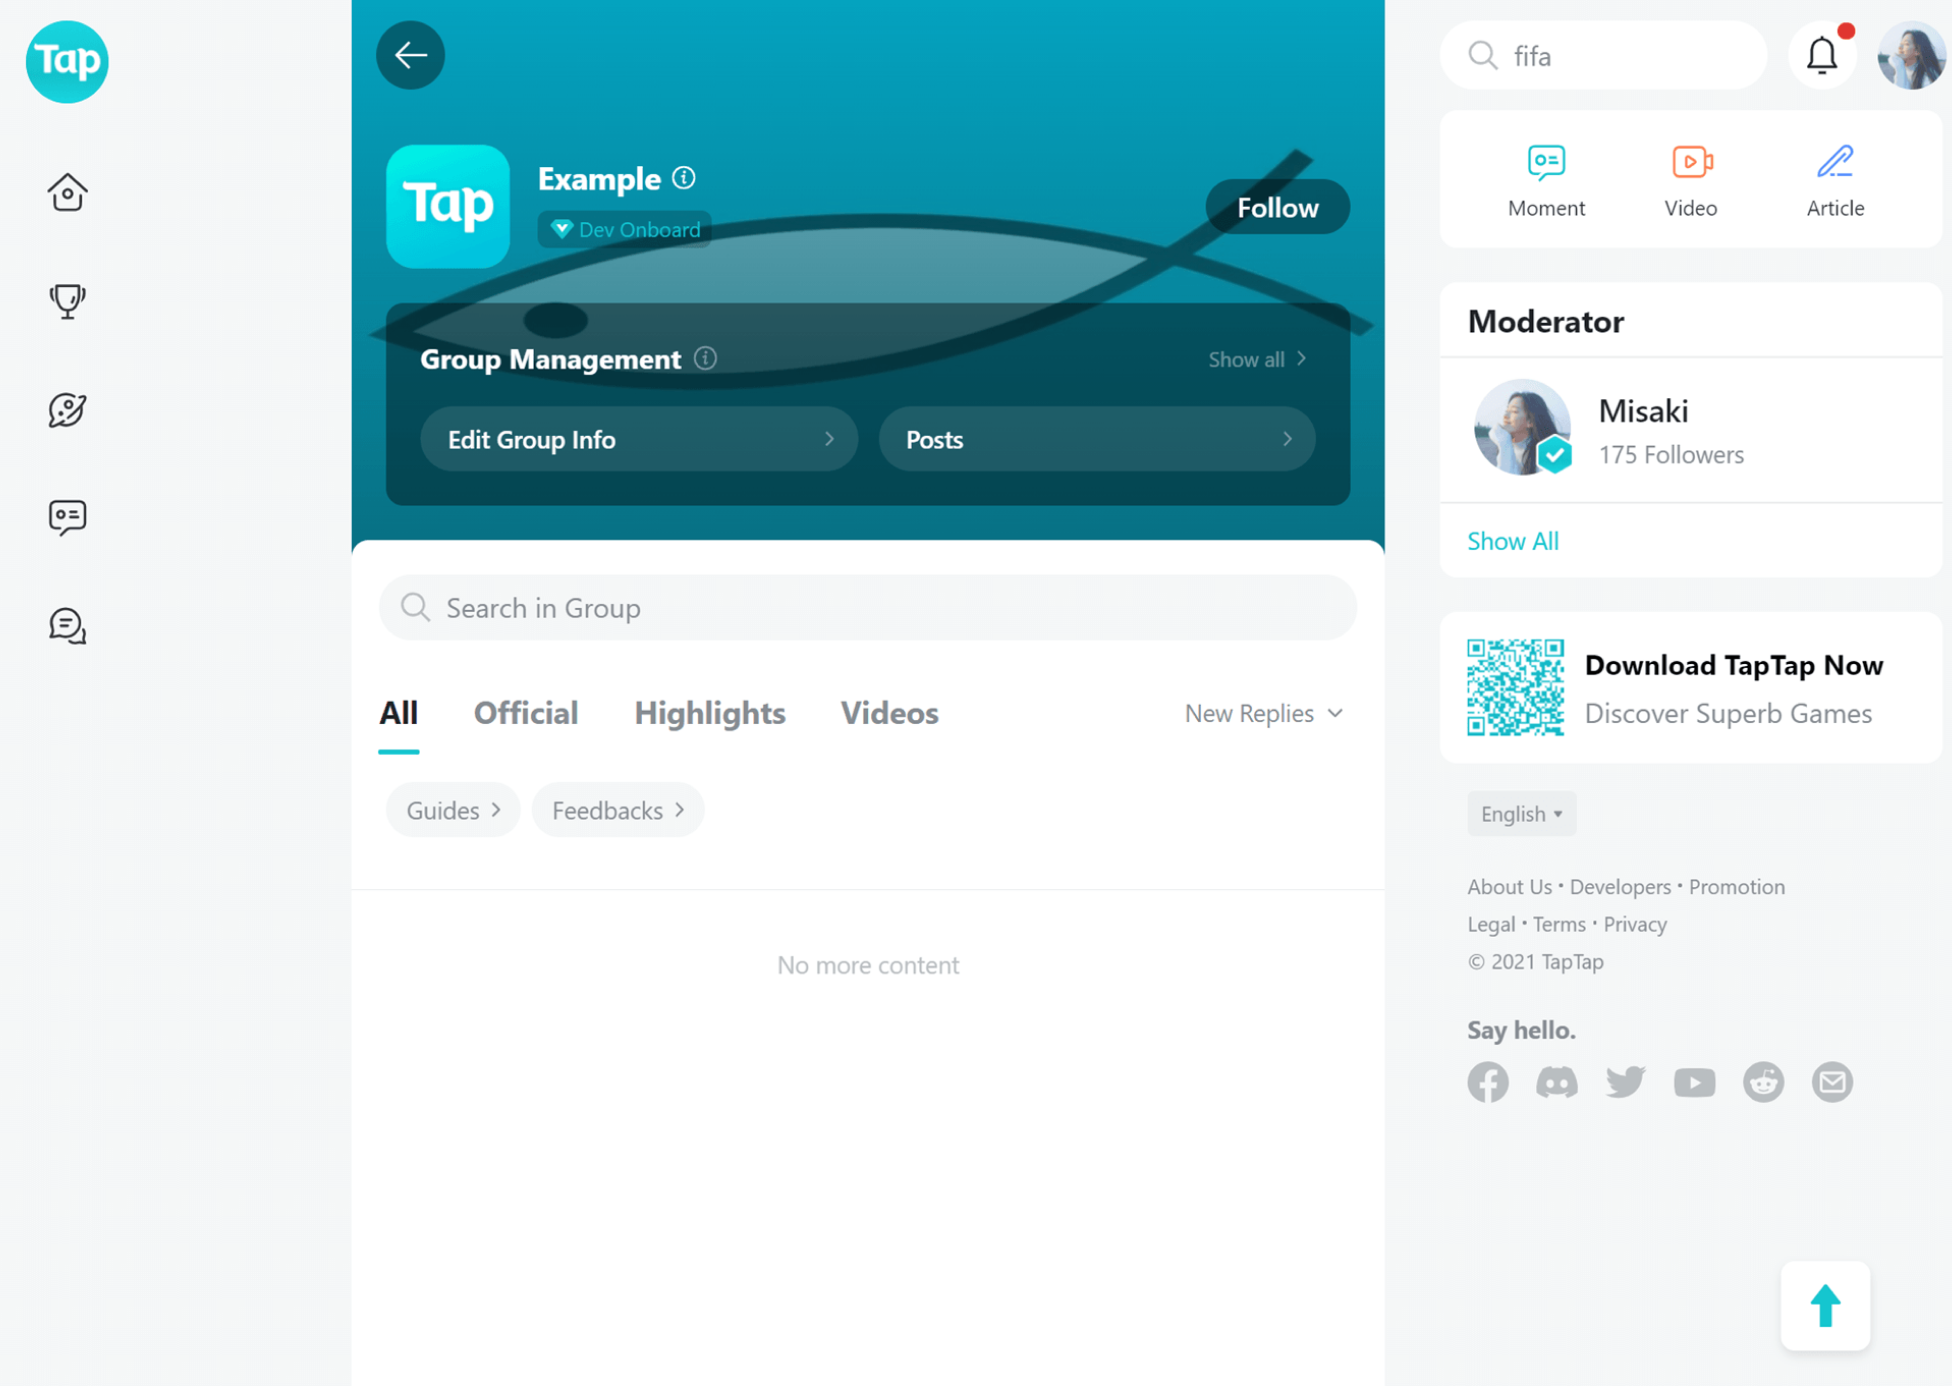 Tap
fifa
Tap
Example
Dev Onboard
Follow
Group Management
Show all
Edit Group Info
Posts
Search in Group
All
Official
Highlights
Videos
New Replies
Guides
Feedbacks
No more content
Moment
Video
Article
Moderator
Misaki
175 Followers
Show All
Download TapTap Now
Discover Superb Games
English
About Us · Developers · Promotion
Legal · Terms · Privacy
© 2021 TapTap
Say hello.